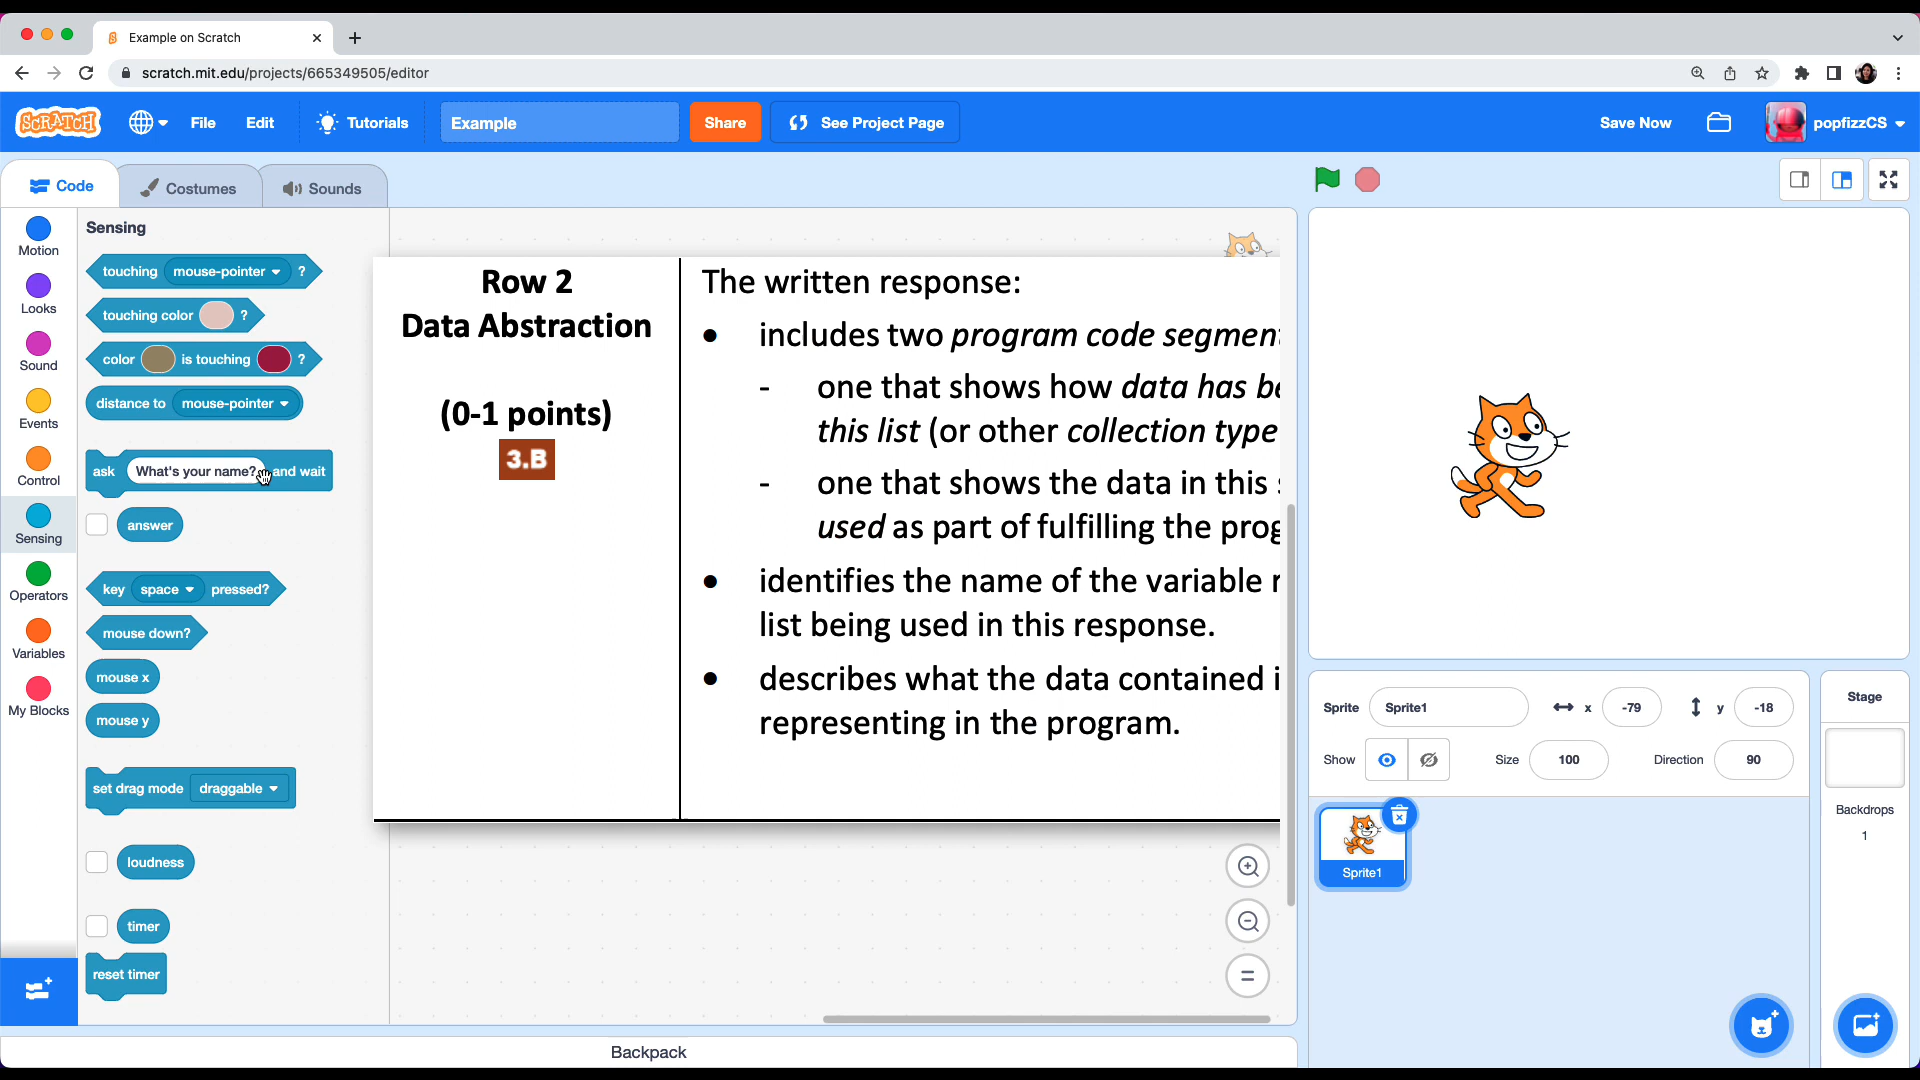 Example on Scratch
scratch.mit.edu/projects/665349505/editor
SCRATCH
File
Edit
Tutorials
Example
Share
See Project Page
Save Now
popfizzCS
Code
Costumes
Sounds
Motion
Looks
Sound
Events
Control
Sensing
Operators
Variables
My Blocks
Sensing
touching mouse-pointer ?
touching color ?
color is touching ?
distance to mouse-pointer
ask What's your name? and wait
answer
key space pressed?
mouse down?
mouse x
mouse y
set drag mode draggable
loudness
timer
reset timer
Row 2
Data Abstraction
(0-1 points)
3.B
The written response:
• includes two program code segment
- one that shows how data has be
this list (or other collection type
- one that shows the data in this
used as part of fulfilling the prog
• identifies the name of the variable r
list being used in this response.
• describes what the data contained i
representing in the program.
Backpack
Sprite Sprite1 x -79 y -18
Show Size 100 Direction 90
Sprite1
Stage
Backdrops
1